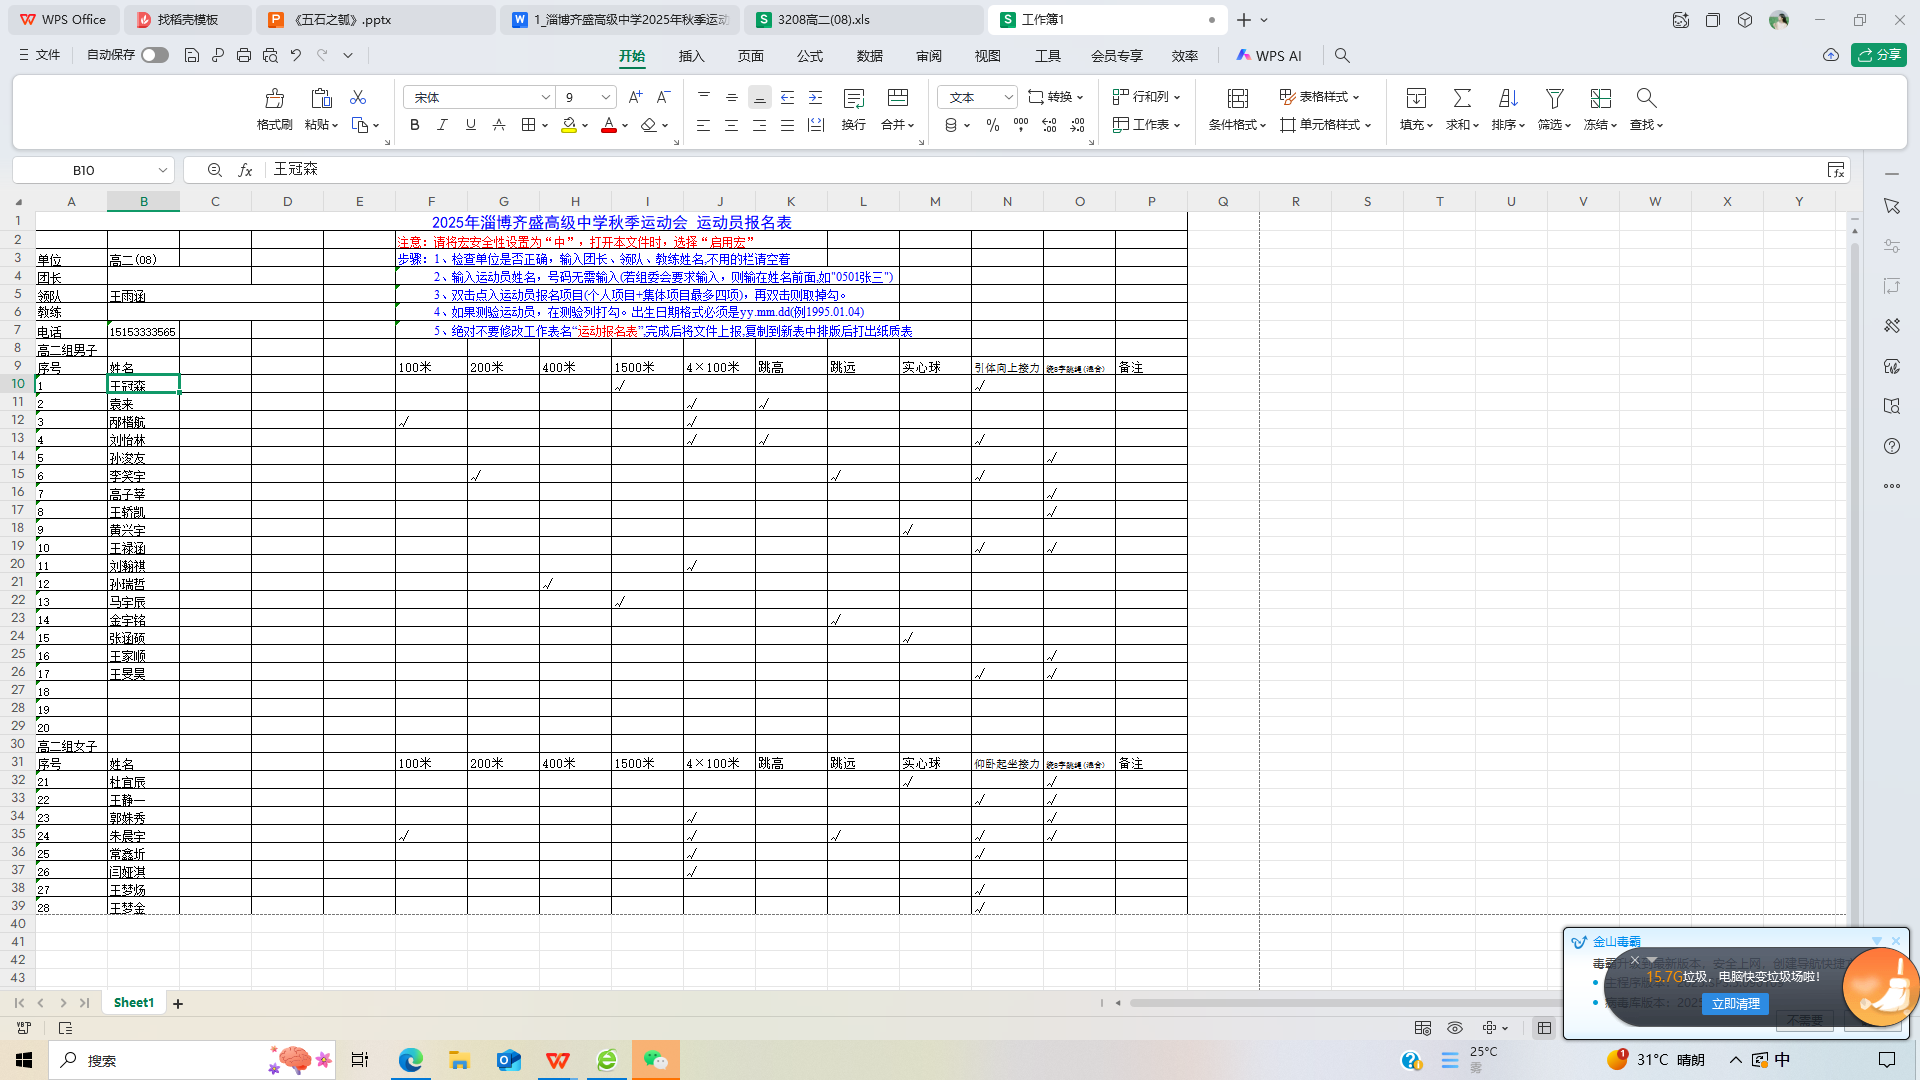 WPS Office 找稻壳模板 《五石之瓠》.pptx 1_淄博齐盛高级中学2025年秋季运动 3208高二(08).xls 工作簿1
文件 自动保存 开始 插入 页面 公式 数据 审阅 视图 工具 会员专享 效率 WPS AI 分享
宋体 9 A+ A- 文本 转换 行和列 表格样式
格式刷 粘贴 B I U A 换行 合并 % 工作表 条件格式 单元格样式 填充 求和 排序 筛选 冻结 查找
B10 fx 王冠森
A B C D E F G H I J K L M N O P Q R S T U V W X Y
1 2025年淄博齐盛高级中学秋季运动会 运动员报名表
2 注意：请将宏安全性设置为“中”，打开本文件时，选择“启用宏”
3 单位 高二(08) 步骤：1、检查单位是否正确，输入团长、领队、教练姓名,不用的栏请空着
4 团长 2、输入运动员姓名，号码无需输入(若组委会要求输入，则输在姓名前面,如"0501张三")
5 领队 王雨涵 3、双击点入运动员报名项目(个人项目+集体项目最多四项)，再双击则取掉勾。
6 教练 4、如果测验运动员，在测验列打勾。出生日期格式必须是yy.mm.dd(例1995.01.04)
7 电话 15153333565 5、绝对不要修改工作表名“运动报名表”,完成后将文件上报,复制到新表中排版后打出纸质表
8 高二组男子
9 序号 姓名 100米 200米 400米 1500米 4×100米 跳高 跳远 实心球 引体向上接力 绕8字跳绳(混合) 备注
10 1 王冠森 √ √
11 2 袁来 √ √
12 3 邴楷航 √ √
13 4 刘怡林 √ √ √
14 5 孙浚友 √
15 6 李笑宇 √ √ √
16 7 高子莘 √
17 8 王轿凯 √
18 9 黄兴宇 √
19 10 王禄涵 √ √
20 11 刘瀚祺 √
21 12 孙瑞哲 √
22 13 马宇辰 √
23 14 金宇铭 √
24 15 张涵硕 √
25 16 王家顺 √
26 17 王旻昊 √ √
27 18
28 19
29 20
30 高二组女子
31 序号 姓名 100米 200米 400米 1500米 4×100米 跳高 跳远 实心球 仰卧起坐接力 绕8字跳绳(混合) 备注
32 21 杜宜辰 √ √
33 22 王静一 √ √
34 23 郭姝秀 √ √
35 24 朱晨宇 √ √ √ √ √
36 25 常鑫圻 √ √
37 26 闫娅淇 √
38 27 王梦炀 √
39 28 王梦金 √
40
41
42
43
金山毒霸
15.7G垃圾，电脑快变垃圾场啦！
立即清理
不需要
Sheet1 +
搜索 25°C 雾 1 31°C 晴朗 中